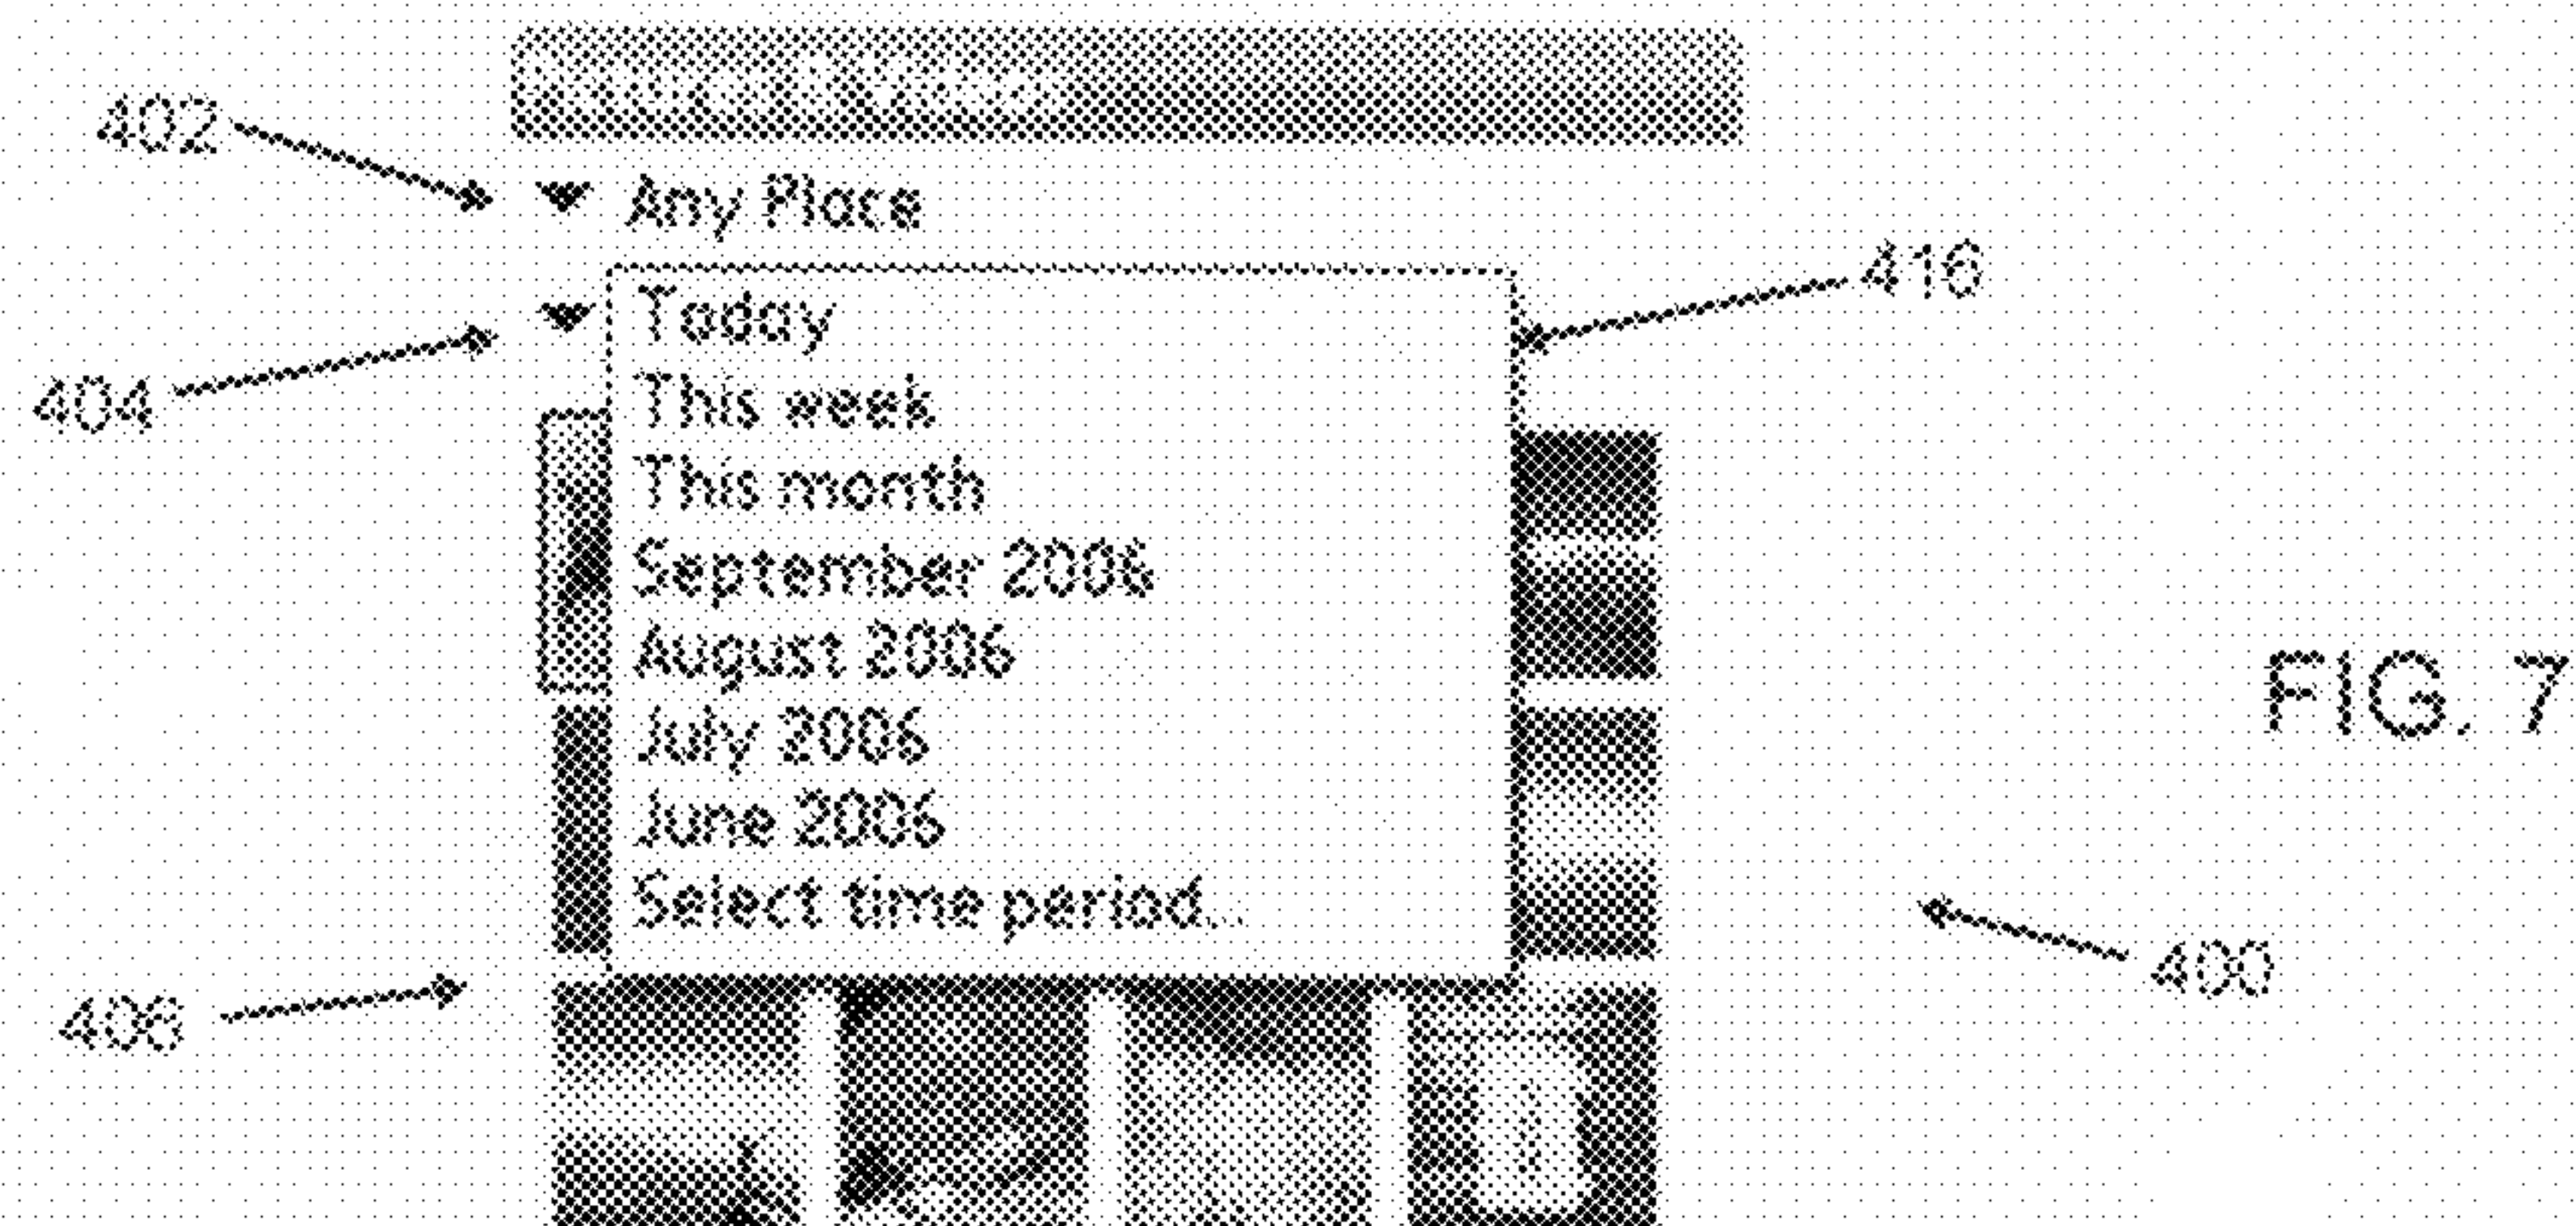 402
Any Place
416
Today
404
This week
This month
September 2006
August 2006
FIG. 7
July 2006
June 2006
Select time period...
400
406